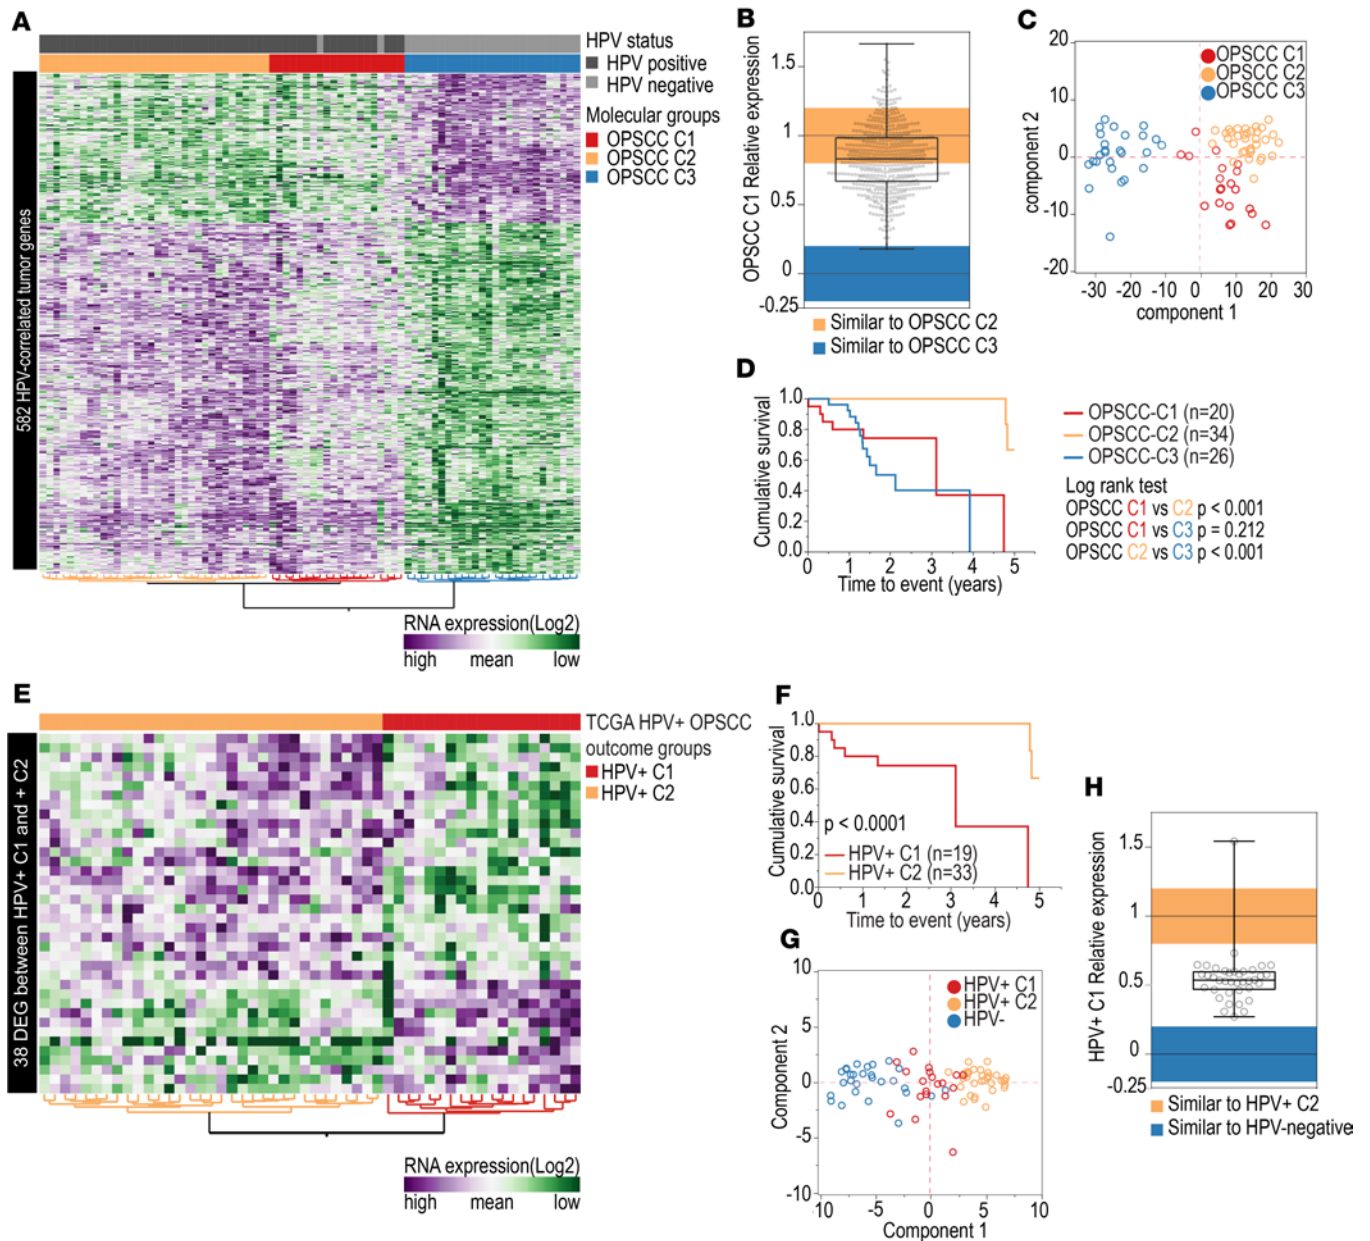 A
HPV status
HPV positive
HPV negative
Molecular groups
OPSCC C1
OPSCC C2
OPSCC C3
582 HPV-correlated tumor genes
RNA expression(Log2)
high mean low
B
OPSCC C1 Relative expression
1.5
1
0.5
0
-0.25
Similar to OPSCC C2
Similar to OPSCC C3
C
OPSCC C1
OPSCC C2
OPSCC C3
component 2
20
10
0
-10
-20
-30 -20 -10 0 10 20 30
component 1
D
Cumulative survival
1.0
0.8
0.6
0.4
0.2
0.0
0 1 2 3 4 5
Time to event (years)
OPSCC-C1 (n=20)
OPSCC-C2 (n=34)
OPSCC-C3 (n=26)
Log rank test
OPSCC C1 vs C2 p < 0.001
OPSCC C1 vs C3 p = 0.212
OPSCC C2 vs C3 p < 0.001
E
TCGA HPV+ OPSCC
outcome groups
HPV+ C1
HPV+ C2
38 DEG between HPV+ C1 and + C2
RNA expression(Log2)
high mean low
F
Cumulative survival
1.0
0.8
0.6
0.4
0.2
0.0
p < 0.0001
HPV+ C1 (n=19)
HPV+ C2 (n=33)
0 1 2 3 4 5
Time to event (years)
G
HPV+ C1
HPV+ C2
HPV-
Component 2
10
5
0
-5
-10
-10 -5 0 5 10
Component 1
H
HPV+ C1 Relative expression
1.5
1
0.5
0
-0.25
Similar to HPV+ C2
Similar to HPV-negative